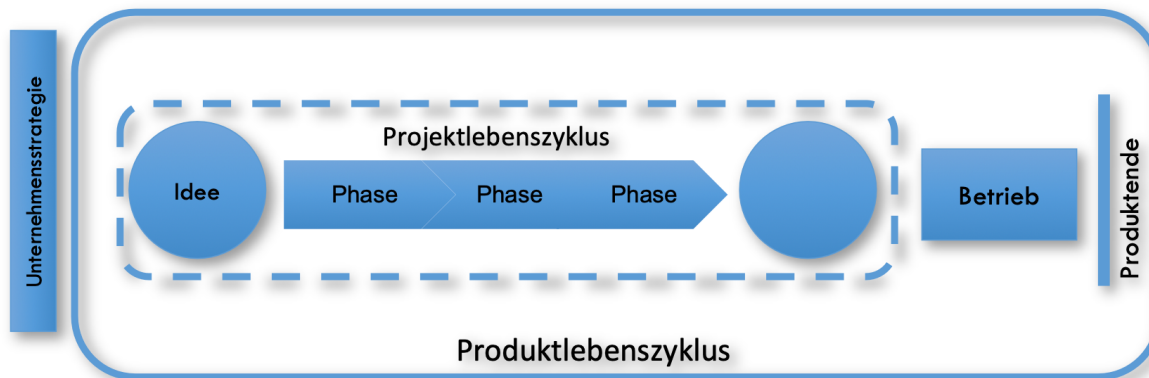 Unternehmensstrategie
Projektlebenszyklus
Idee
Phase
Phase
Phase
Betrieb
Produktende
Produktlebenszyklus